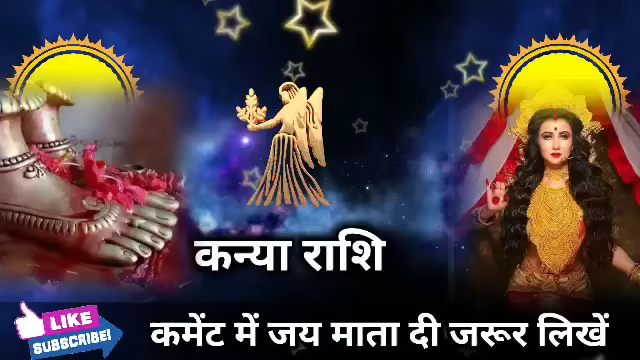 कन्या राशि
LIKE
SUBSCRIBE!
कमेंट में जय माता दी जरूर लिखें